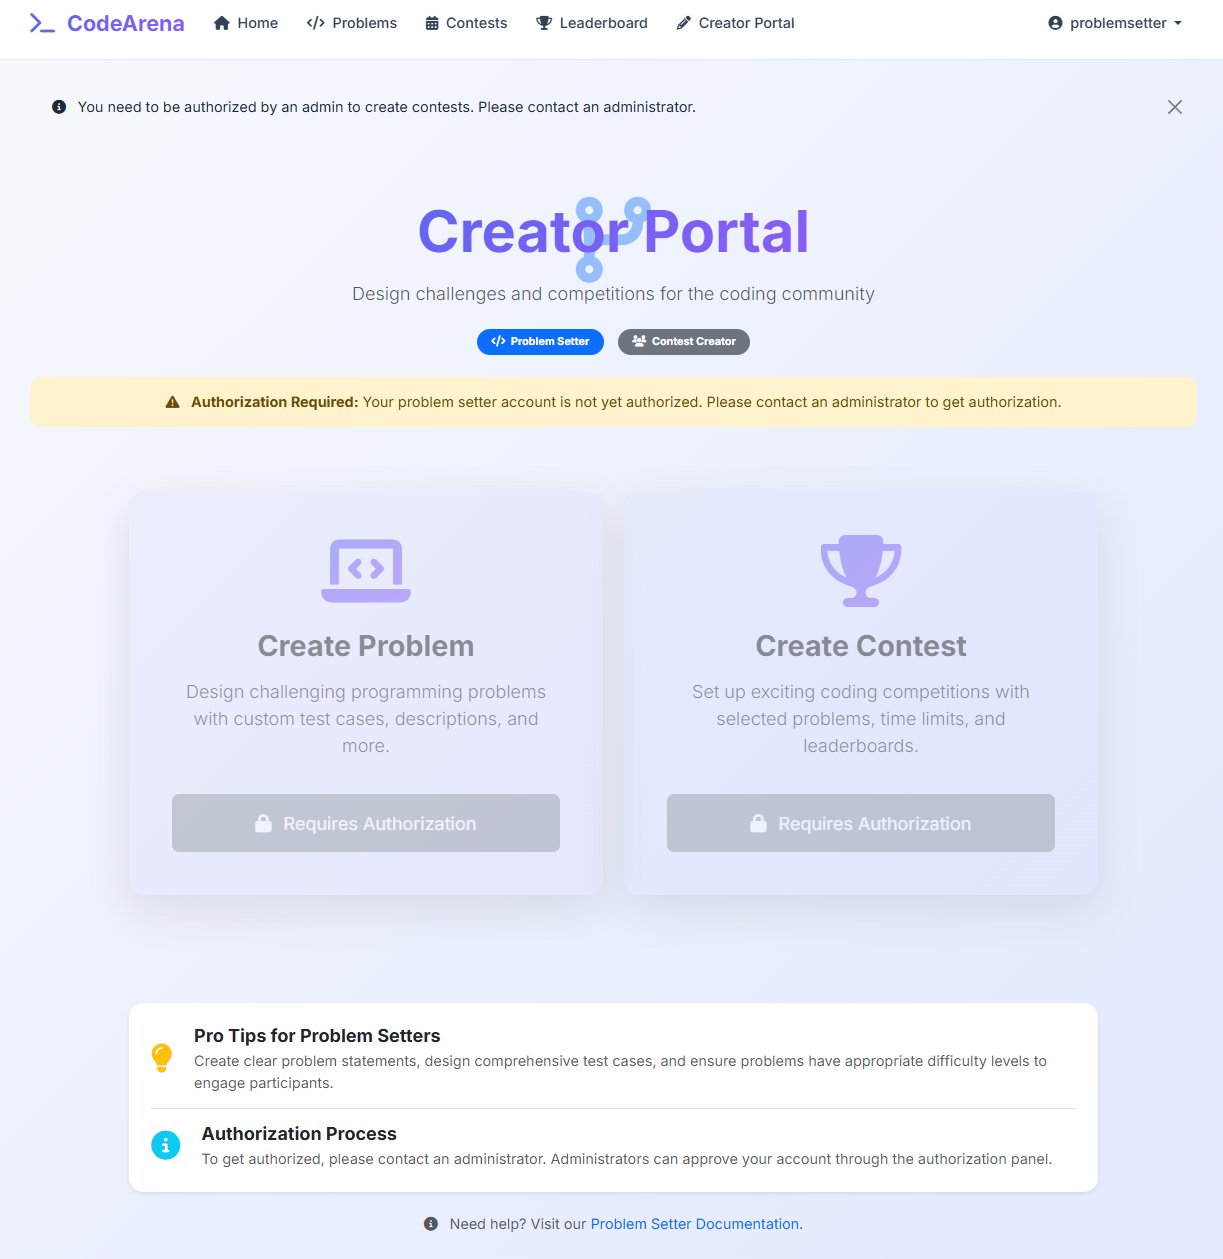 CodeArena
Home
Problems
Contests
Leaderboard
Creator Portal
problemsetter
You need to be authorized by an admin to create contests. Please contact an administrator.
Creator Portal
Design challenges and competitions for the coding community
Problem Setter
Contest Creator
Authorization Required: Your problem setter account is not yet authorized. Please contact an administrator to get authorization.
Create Problem
Design challenging programming problems
with custom test cases, descriptions, and
more.
Requires Authorization
Create Contest
Set up exciting coding competitions with
selected problems, time limits, and
leaderboards.
Requires Authorization
Pro Tips for Problem Setters
Create clear problem statements, design comprehensive test cases, and ensure problems have appropriate difficulty levels to
engage participants.
Authorization Process
To get authorized, please contact an administrator. Administrators can approve your account through the authorization panel.
Need help? Visit our Problem Setter Documentation.